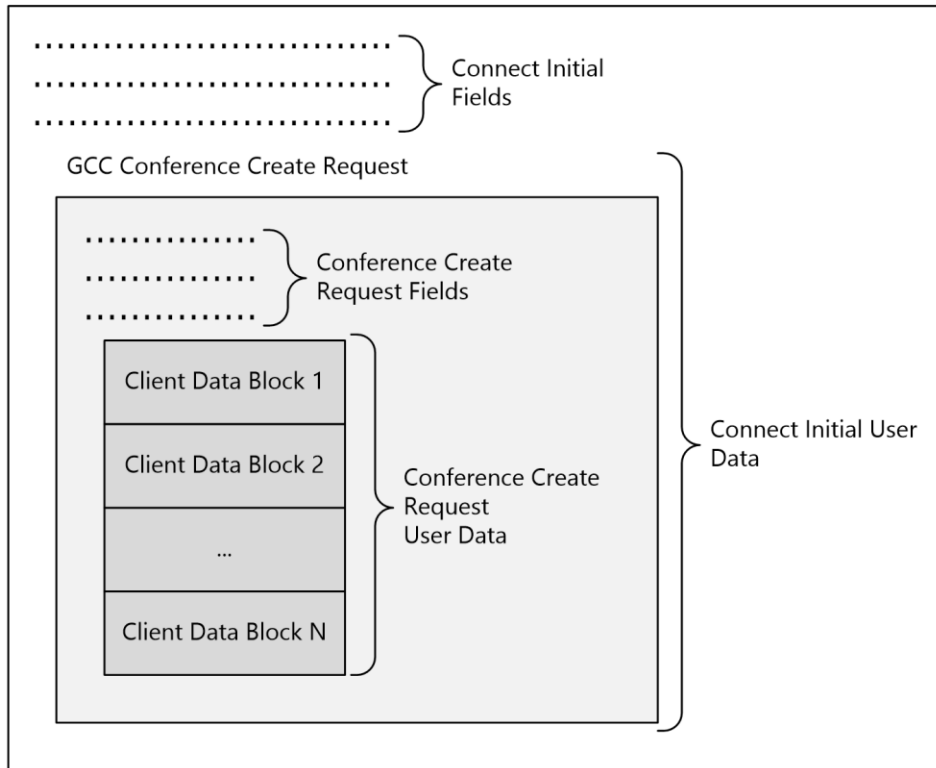 Connect Initial
Fields
GCC Conference Create Request
Conference Create
Request Fields
Client Data Block 1
Client Data Block 2
...
Client Data Block N
Conference Create
Request
User Data
Connect Initial User
Data